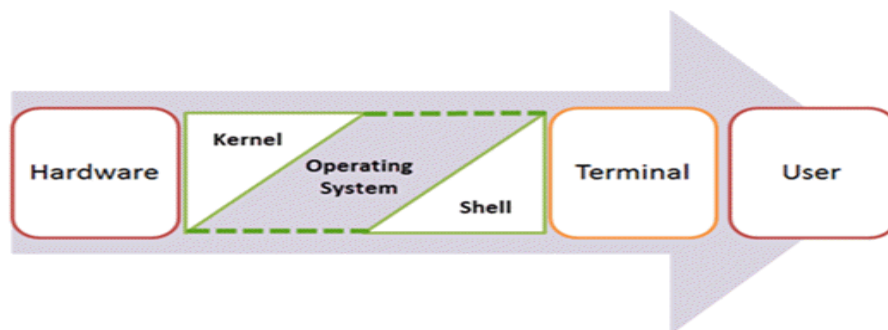 Hardware
Kernel
Operating
System
Shell
Terminal
User